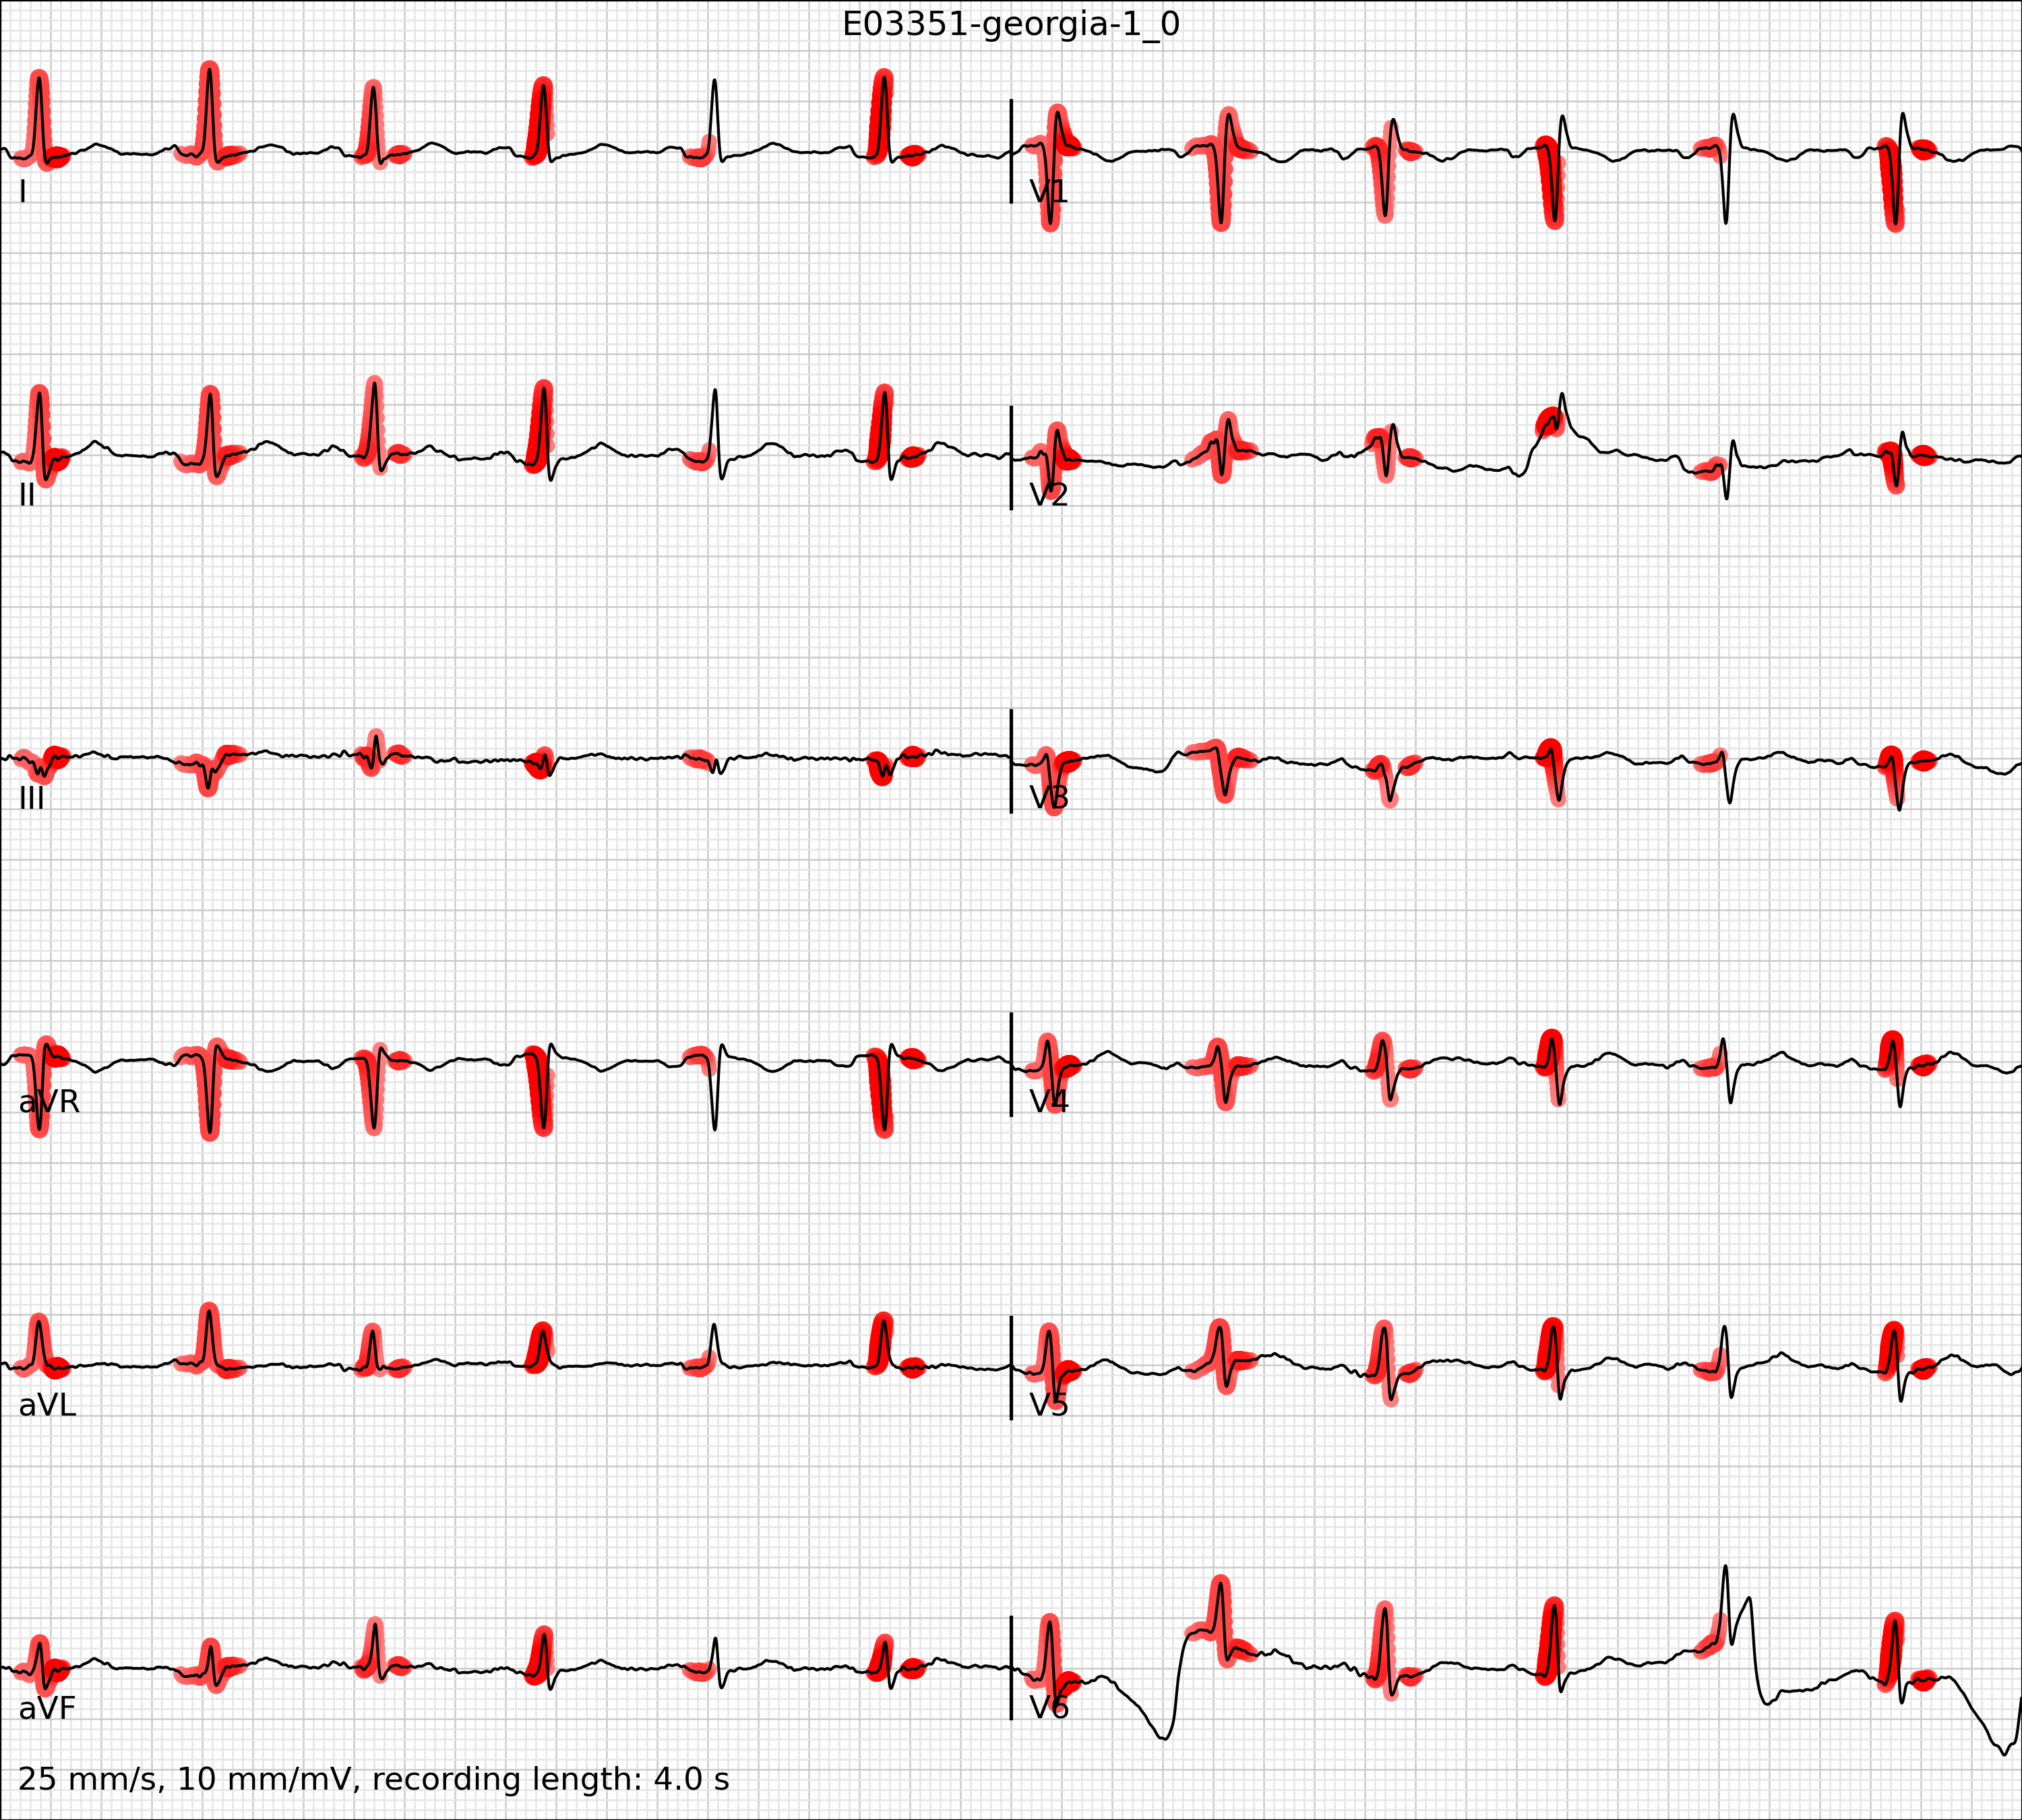 E03351-georgia-1_0
I
V1
II
V2
III
V3
aVR
V4
aVL
V5
aVF
V6
25 mm/s, 10 mm/mV, recording length: 4.0 s